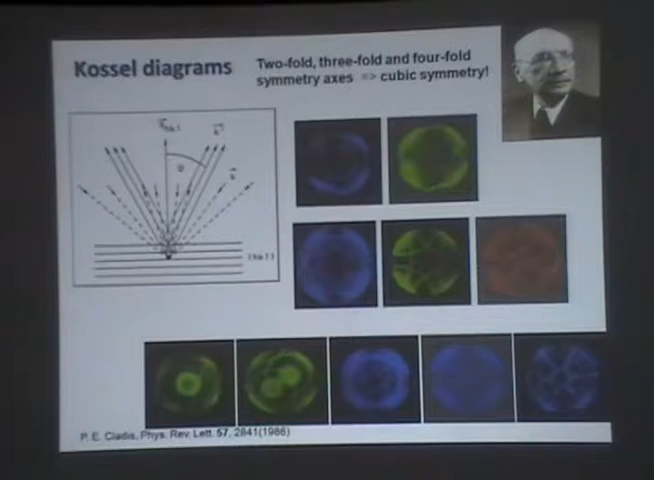 Kossel diagrams
Two-fold, three-fold and four-fold
symmetry axes => cubic symmetry!
P. E. Cladis, Phys. Rev. Lett. 57, 2841(1986)